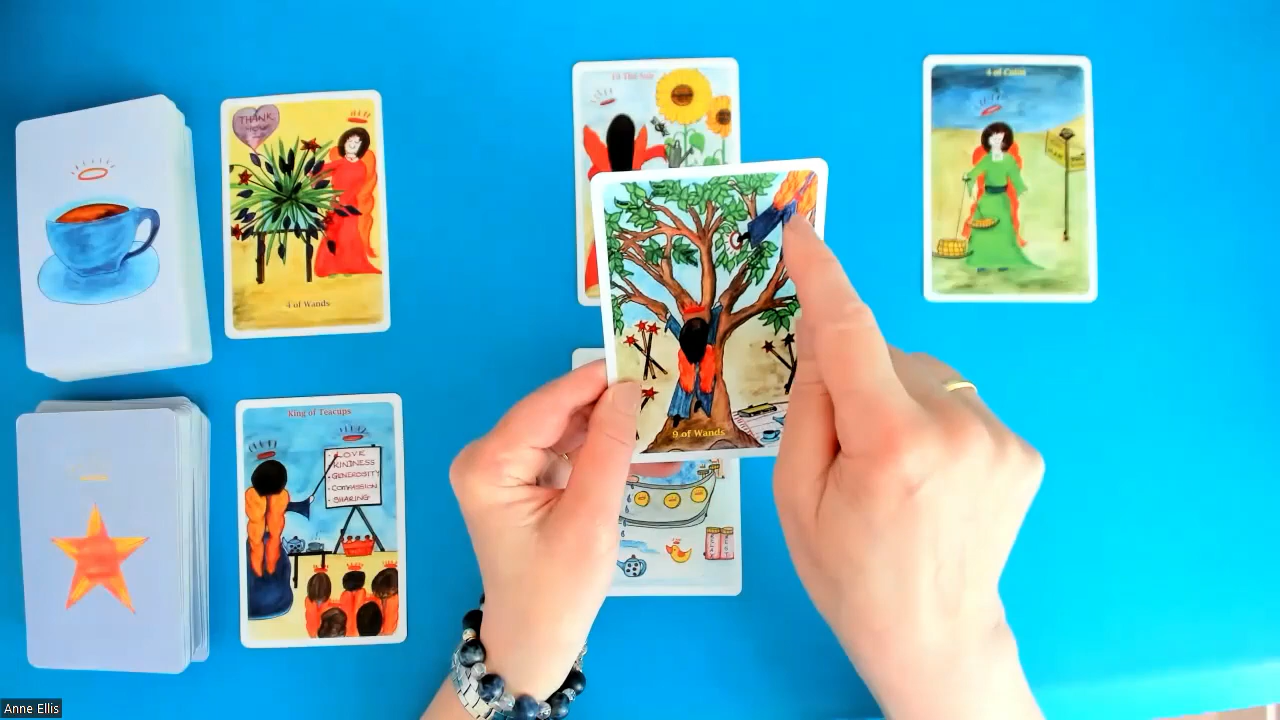 THANK
4 of Wands
19 The Sun
4 of Coins
9 of Wands
King of Teacups
LOVE
KINDNESS
GENEROSITY
COMPASSION
SHARING
Anne Ellis